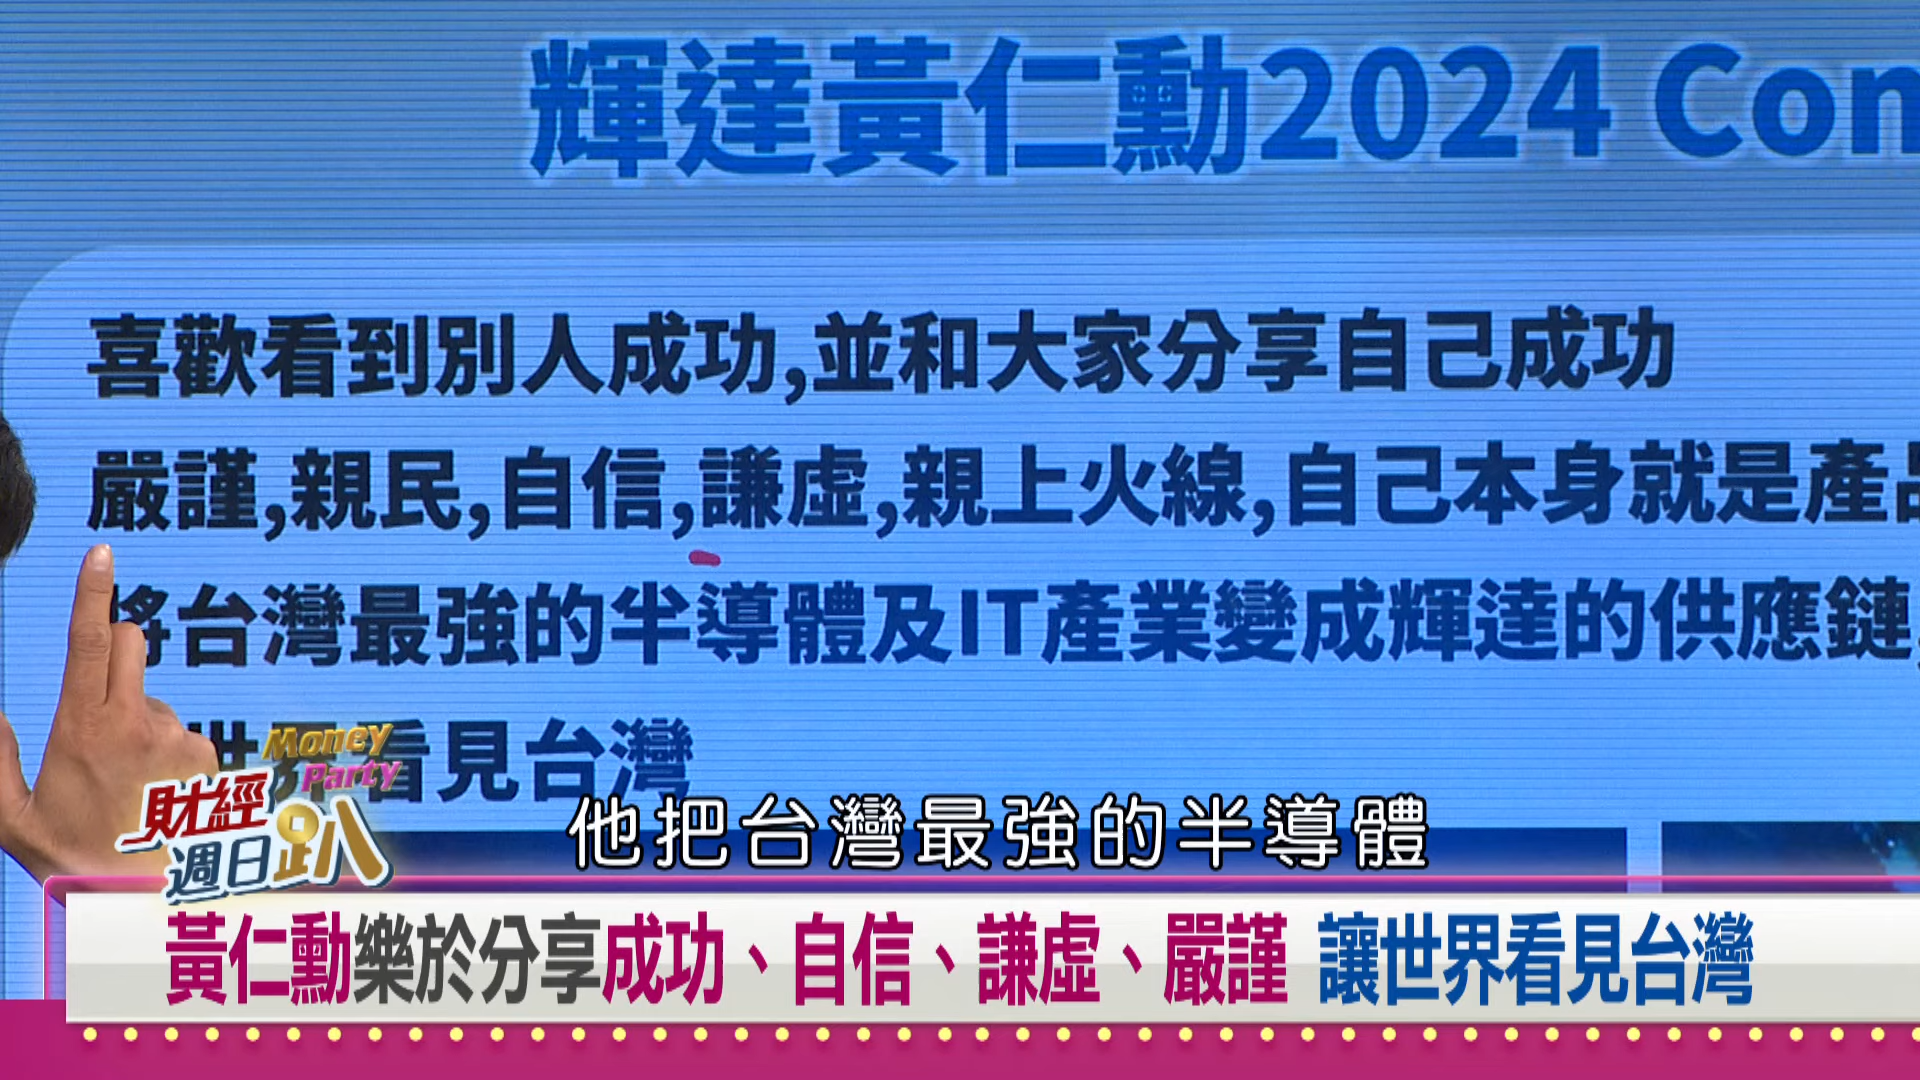 輝達黃仁勳2024 Con
喜歡看到別人成功,並和大家分享自己成功
嚴謹,親民,自信,謙虛,親上火線,自己本身就是產品
將台灣最強的半導體及IT產業變成輝達的供應鏈,
世界看見台灣
Money
Party
財經
週日趴
他把台灣最強的半導體
黃仁勳樂於分享成功、自信、謙虛、嚴謹 讓世界看見台灣